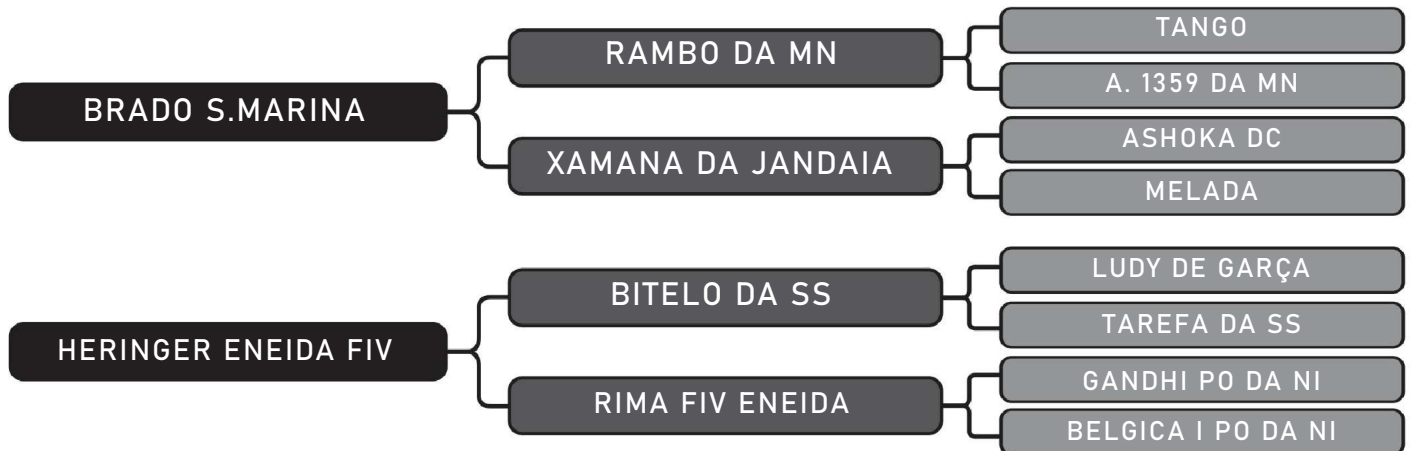 BRADO S.MARINA
RAMBO DA MN
TANGO
A. 1359 DA MN
XAMANA DA JANDAIA
ASHOKA DC
MELADA
HERINGER ENEIDA FIV
BITELO DA SS
LUDY DE GARÇA
TAREFA DA SS
RIMA FIV ENEIDA
GANDHI PO DA NI
BELGICA I PO DA NI